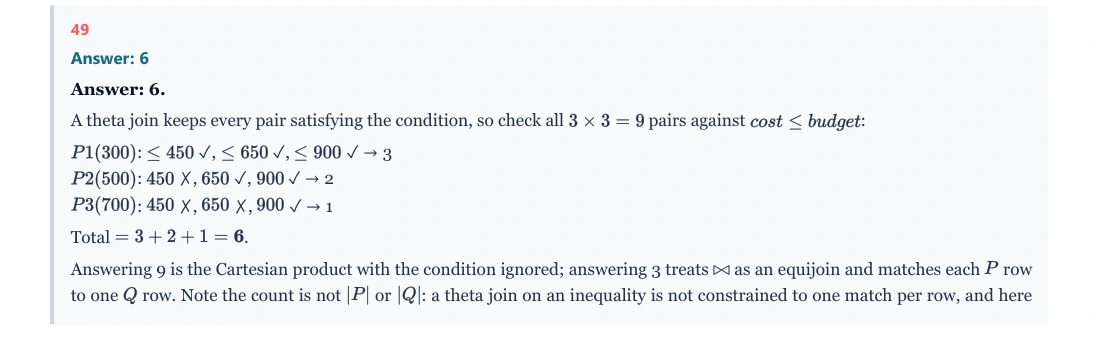 49
Answer: 6
Answer: 6.
A theta join keeps every pair satisfying the condition, so check all 3 × 3 = 9 pairs against cost ≤ budget:
P1(300): ≤ 450 ✓, ≤ 650 ✓, ≤ 900 ✓ → 3
P2(500): 450 ✗, 650 ✓, 900 ✓ → 2
P3(700): 450 ✗, 650 ✗, 900 ✓ → 1
Total = 3 + 2 + 1 = 6.
Answering 9 is the Cartesian product with the condition ignored; answering 3 treats ⋈ as an equijoin and matches each P row
to one Q row. Note the count is not |P| or |Q|: a theta join on an inequality is not constrained to one match per row, and here